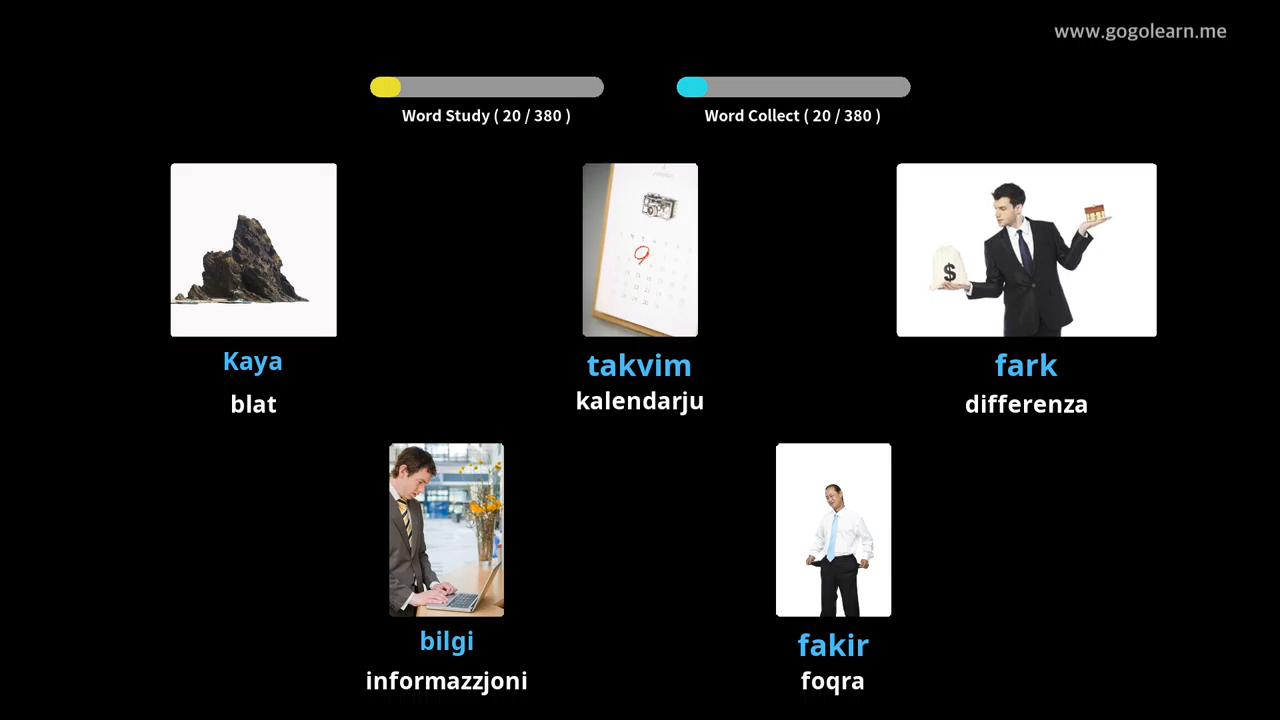 www.gogolearn.me
Word Study ( 20 / 380 )
Word Collect ( 20 / 380 )
Kaya
blat
takvim
kalendarju
9
fark
differenza
$
bilgi
informazzjoni
fakir
foqra